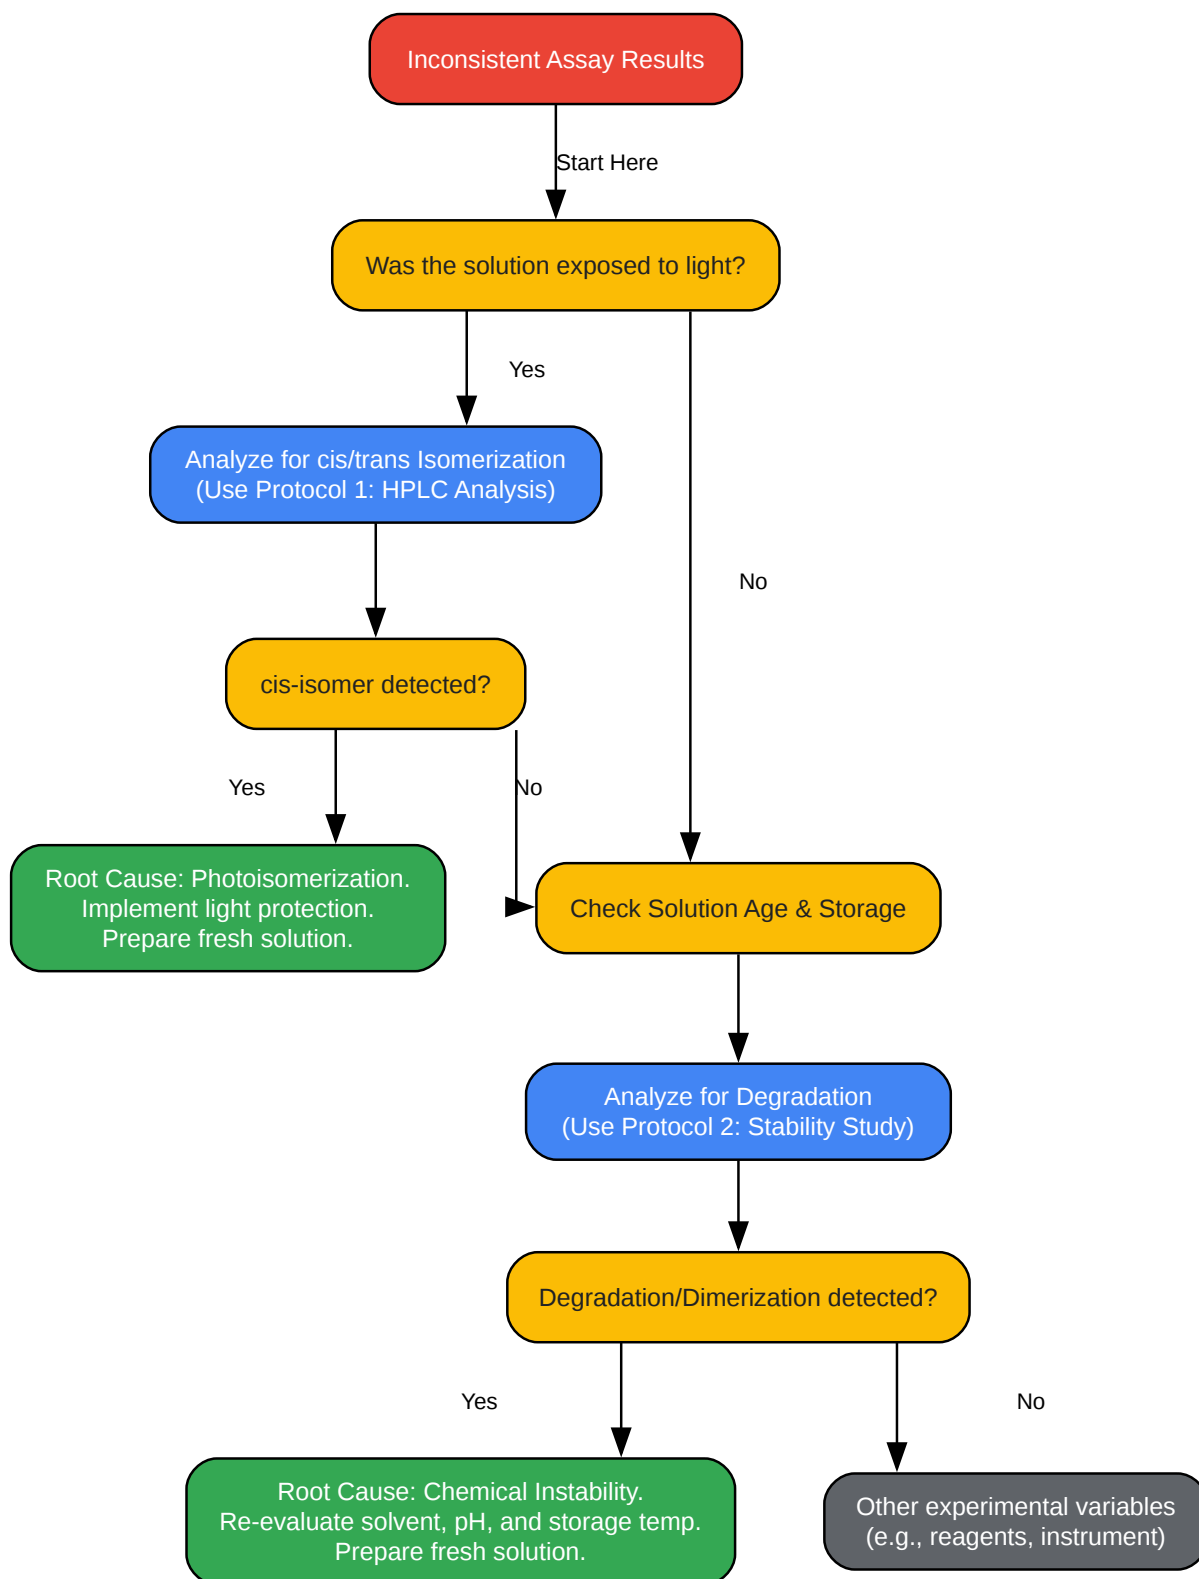 Inconsistent Assay Results
Start Here
Was the solution exposed to light?
Yes
Analyze for cis/trans Isomerization
(Use Protocol 1: HPLC Analysis)
No
cis-isomer detected?
Yes
No
Root Cause: Photoisomerization.
Implement light protection.
Prepare fresh solution.
Check Solution Age & Storage
Analyze for Degradation
(Use Protocol 2: Stability Study)
Degradation/Dimerization detected?
Yes
No
Root Cause: Chemical Instability.
Re-evaluate solvent, pH, and storage temp.
Prepare fresh solution.
Other experimental variables
(e.g., reagents, instrument)